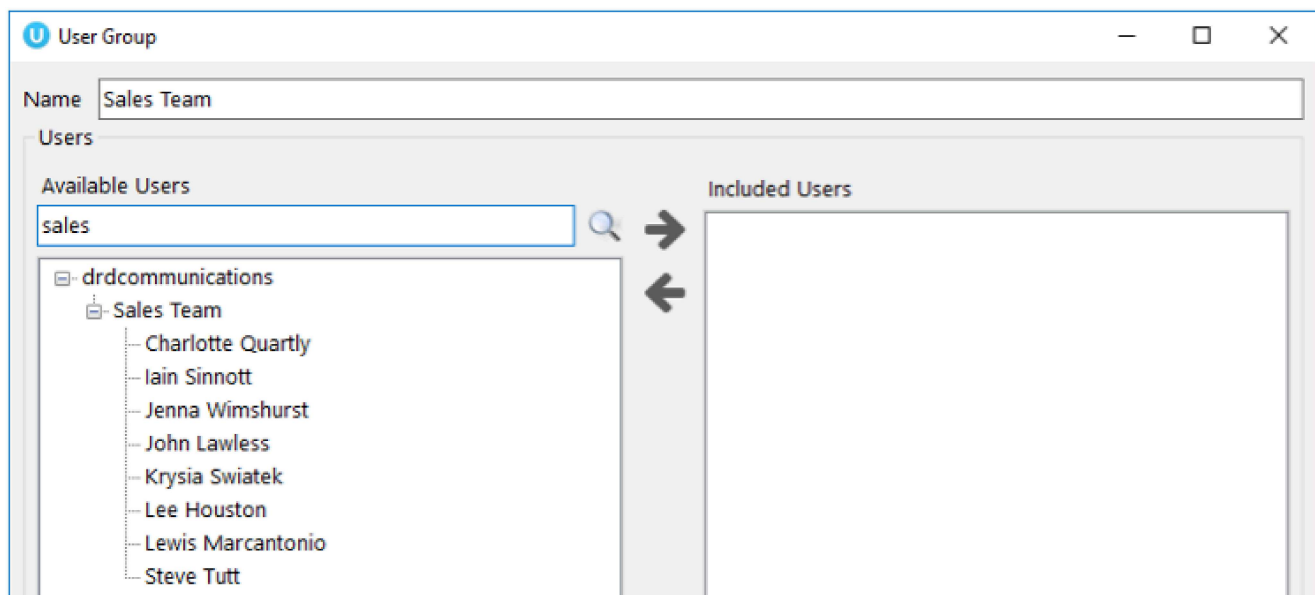 U User Group
Name Sales Team
Users
Available Users
sales
drdcommunications
Sales Team
Charlotte Quartly
Iain Sinnott
Jenna Wimshurst
John Lawless
Krysia Swiatek
Lee Houston
Lewis Marcantonio
Steve Tutt
Included Users